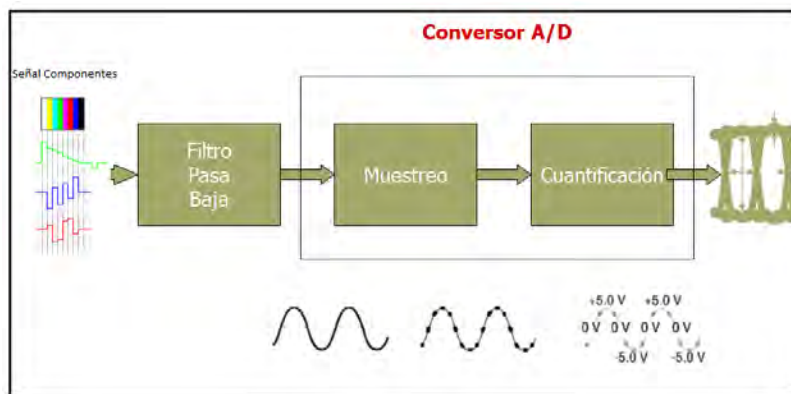 Conversor A/D
Señal Componentes
Filtro
Pasa
Baja
Muestreo
Cuantificación
+5.0 V +5.0 V
0 V 0 V 0 V 0 V
-5.0 V -5.0 V